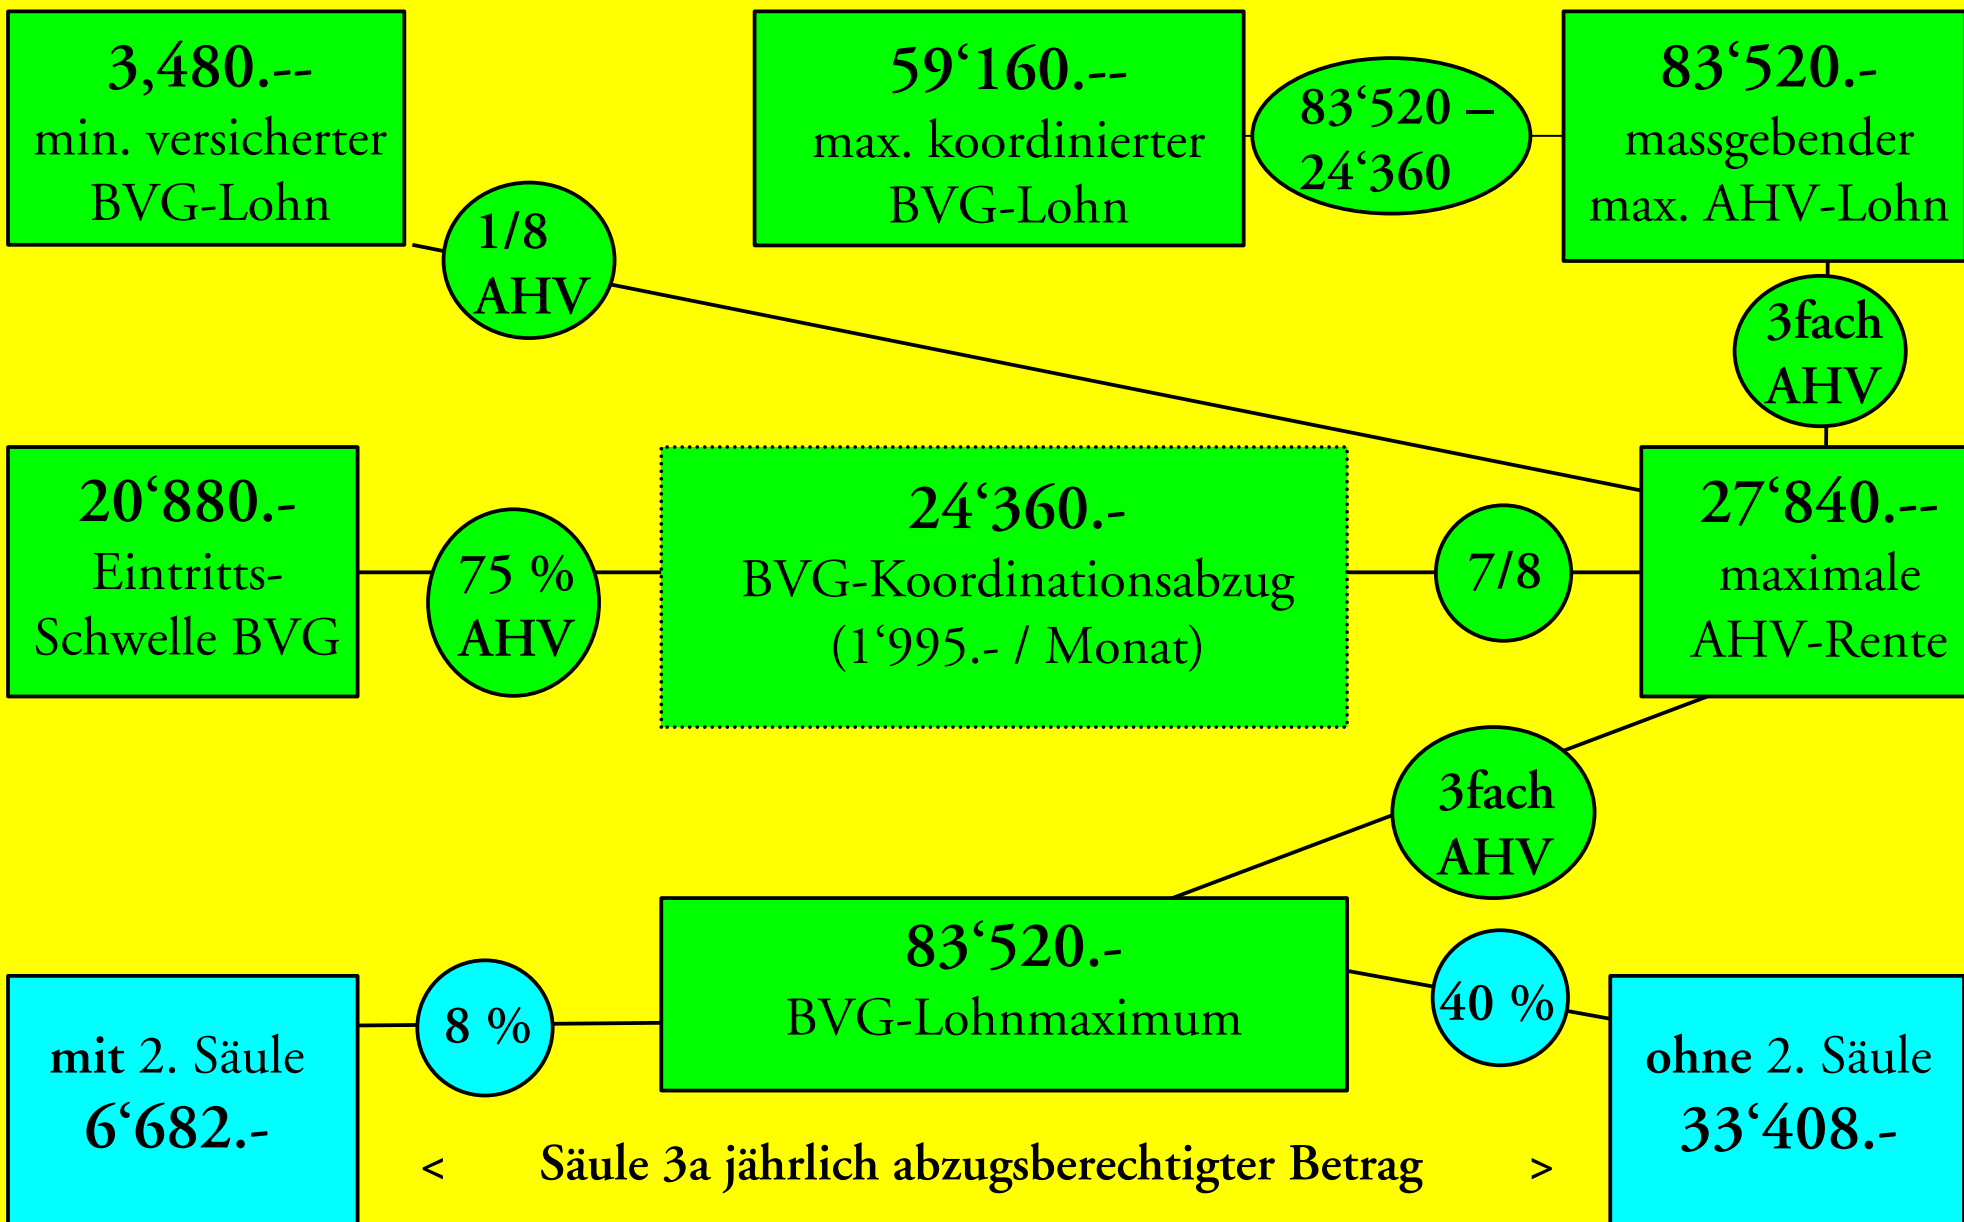 3,480.--
min. versicherter
BVG-Lohn
59‘160.--
max. koordinierter
BVG-Lohn
83‘520 –
24‘360
83‘520.-
massgebender
max. AHV-Lohn
1/8
AHV
3fach
AHV
20‘880.-
Eintritts-
Schwelle BVG
75 %
AHV
24‘360.-
BVG-Koordinationsabzug
(1‘995.- / Monat)
7/8
27‘840.--
maximale
AHV-Rente
3fach
AHV
83‘520.-
BVG-Lohnmaximum
8 %
40 %
mit 2. Säule
6‘682.-
ohne 2. Säule
33‘408.-
< Säule 3a jährlich abzugsberechtigter Betrag >